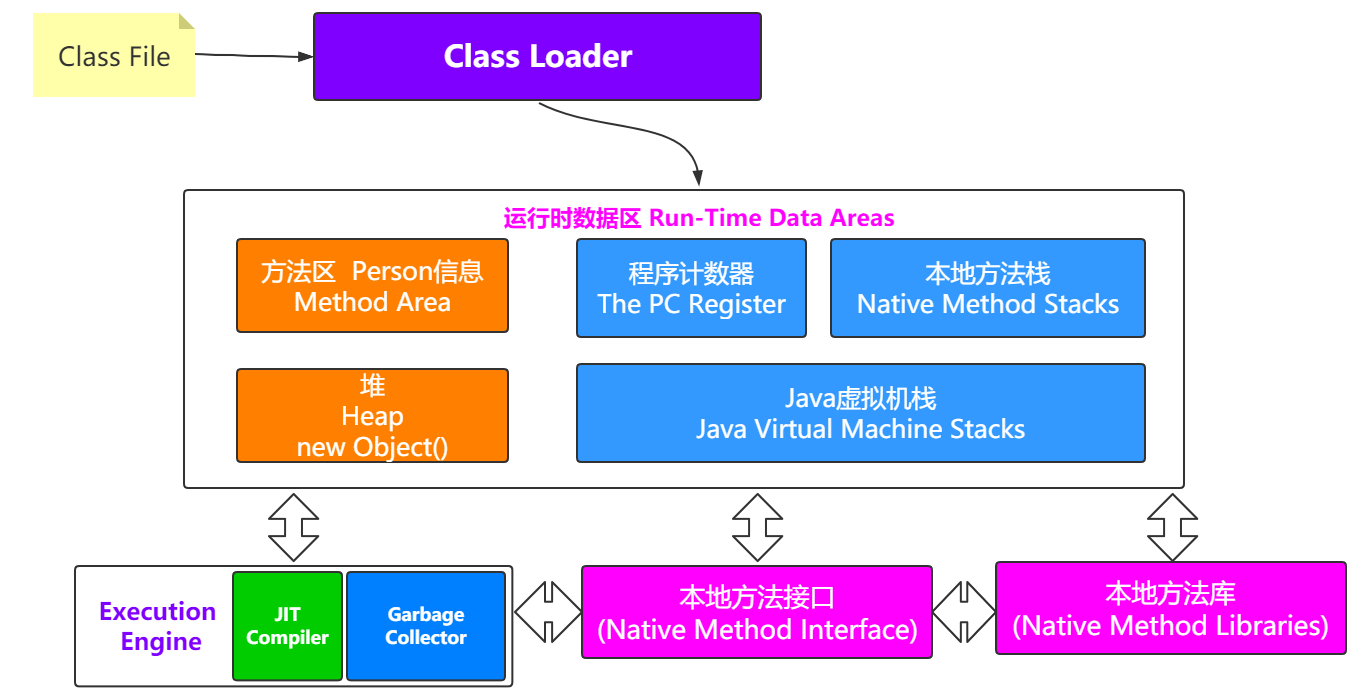 Class File
Class Loader
运行时数据区 Run-Time Data Areas
方法区 Person信息
Method Area
程序计数器
The PC Register
本地方法栈
Native Method Stacks
堆
Heap
new Object()
Java虚拟机栈
Java Virtual Machine Stacks
Execution
Engine
JIT
Compiler
Garbage
Collector
本地方法接口
(Native Method Interface)
本地方法库
(Native Method Libraries)